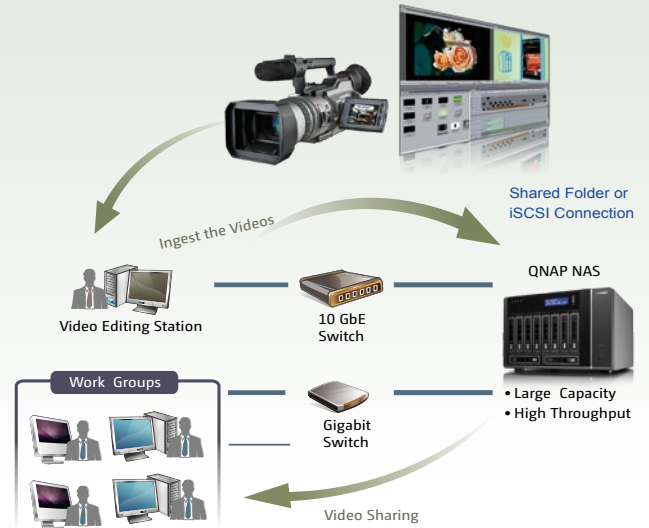 Shared Folder or
iSCSI Connection
Ingest the Videos
QNAP NAS
Video Editing Station
10 GbE
Switch
Work Groups
• Large Capacity
• High Throughput
Gigabit
Switch
Video Sharing